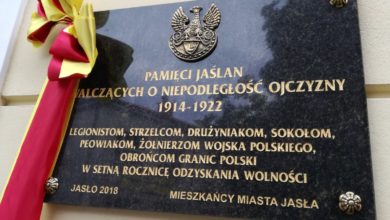 PAMIĘCI JAŚLAN
WALCZĄCYCH O NIEPODLEGŁOŚĆ OJCZYZNY
1914-1922
LEGIONISTOM, STRZELCOM, DRUŻYNIAKOM, SOKOŁOM,
PEOWIAKOM, ŻOŁNIERZOM WOJSKA POLSKIEGO,
OBROŃCOM GRANIC POLSKI
W SETNĄ ROCZNICĘ ODZYSKANIA WOLNOŚCI
JASŁO 2018 MIESZKAŃCY MIASTA JASŁA